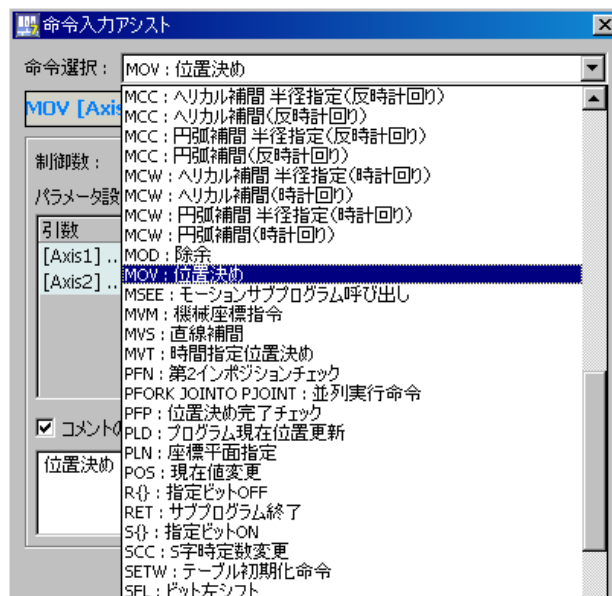 命令入力アシスト
命令選択： MOV：位置決め
MOV [Axis
制御数：
パラメータ設
引数
[Axis1] ..
[Axis2] ..
コメントの
位置決め
MCC：ヘリカル補間 半径指定(反時計回り)
MCC：ヘリカル補間(反時計回り)
MCC：円弧補間 半径指定(反時計回り)
MCC：円弧補間(反時計回り)
MCW：ヘリカル補間 半径指定(時計回り)
MCW：ヘリカル補間(時計回り)
MCW：円弧補間 半径指定(時計回り)
MCW：円弧補間(時計回り)
MOD：除余
MOV：位置決め
MSEE：モーションサブプログラム呼び出し
MVM：機械座標指令
MVS：直線補間
MVT：時間指定位置決め
PFN：第2インポジションチェック
PFORK JOINTO PJOINT：並列実行命令
PFP：位置決め完了チェック
PLD：プログラム現在位置更新
PLN：座標平面指定
POS：現在値変更
R{}：指定ビットOFF
RET：サブプログラム終了
S{}：指定ビットON
SCC：S字時定数変更
SETW：テーブル初期化命令
SFL：ビット左シフト